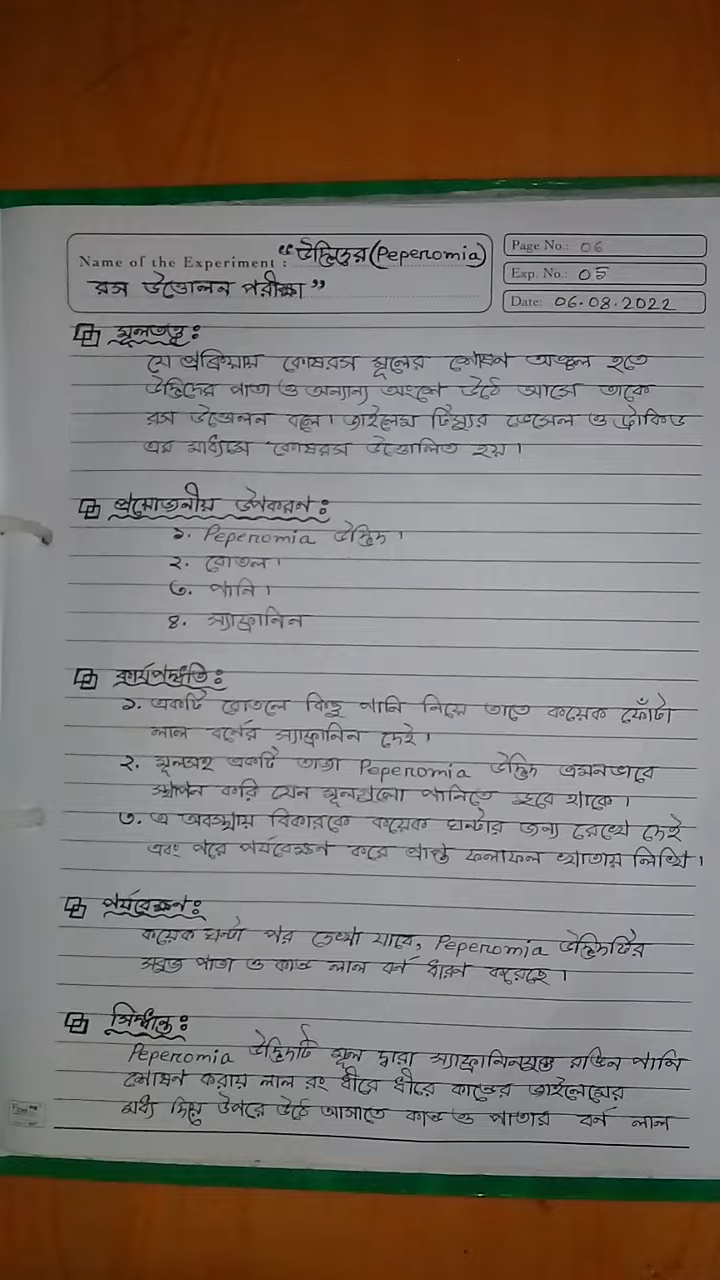 Name of the Experiment : “উদ্ভিদের (Peperomia)
রস উত্তোলন পরীক্ষা”
Page No.: 06
Exp. No.: 05
Date: 06.08.2022
মূলতত্ত্ব :
যে প্রক্রিয়ায় কোষরস মূলের শোষণ অঞ্চল হতে
উদ্ভিদের পাতা ও অন্যান্য অংশে উঠে আসে তাকে
রস উত্তোলন বলে। জাইলেম টিস্যুর ভেসেল ও ট্রাকিড
এর মাধ্যমে কোষরস উত্তোলিত হয়।
প্রয়োজনীয় উপকরণ :
১. Peperomia উদ্ভিদ।
২. বোতল।
৩. পানি।
৪. স্যাফ্রানিন
কার্যপদ্ধতি :
১. একটি বোতলে কিছু পানি নিয়ে তাতে কয়েক ফোঁটা
লাল বর্ণের স্যাফ্রানিন দেই।
২. মূলসহ একটি তাজা Peperomia উদ্ভিদ এমনভাবে
স্থাপন করি যেন মূলগুলো পানিতে ডুবে থাকে।
৩. এ অবস্থায় বিকারকে কয়েক ঘন্টার জন্য রেখে দেই
এবং পরে পর্যবেক্ষন করে প্রাপ্ত ফলাফল খাতায় লিখি।
পর্যবেক্ষন :
কয়েক ঘন্টা পর দেখা যাবে, Peperomia উদ্ভিদটির
সবুজ পাতা ও কান্ড লাল বর্ন ধারণ করেছে।
সিদ্ধান্ত :
Peperomia উদ্ভিদটি মূল দ্বারা স্যাফ্রানিনযুক্ত রঙিন পানি
শোষন করায় লাল রং ধীরে ধীরে কান্ডের জাইলেমের
মধ্য দিয়ে উপরে উঠে আসাতে কান্ড ও পাতার বর্ন লাল